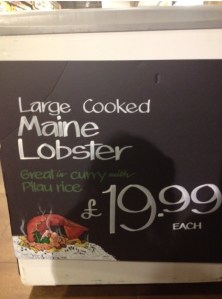 Large Cooked
Maine
Lobster
Great in curry with
Pilau rice
£19.99
EACH